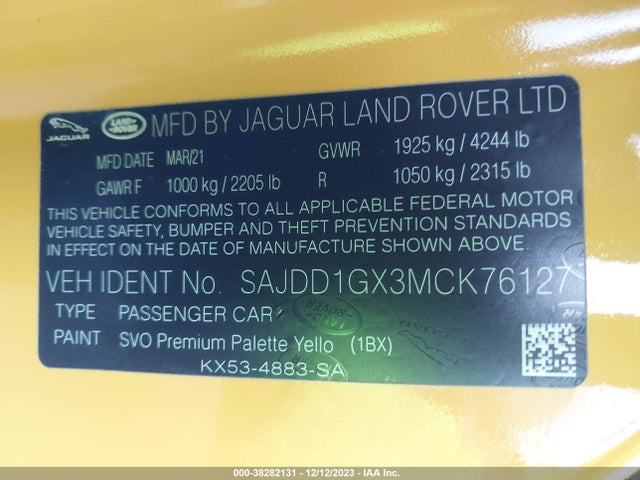 JAGUAR LAND ROVER MFD BY JAGUAR LAND ROVER LTD
MFD DATE MAR/21 GVWR 1925 kg / 4244 lb
GAWR F 1000 kg / 2205 lb R 1050 kg / 2315 lb
THIS VEHICLE CONFORMS TO ALL APPLICABLE FEDERAL MOTOR
VEHICLE SAFETY, BUMPER AND THEFT PREVENTION STANDARDS
IN EFFECT ON THE DATE OF MANUFACTURE SHOWN ABOVE
VEH IDENT No. SAJDD1GX3MCK76127
TYPE PASSENGER CAR
PAINT SVO Premium Palette Yello (1BX)
KX53-4883-SA
000-38282131 - 12/12/2023 - IAA Inc.